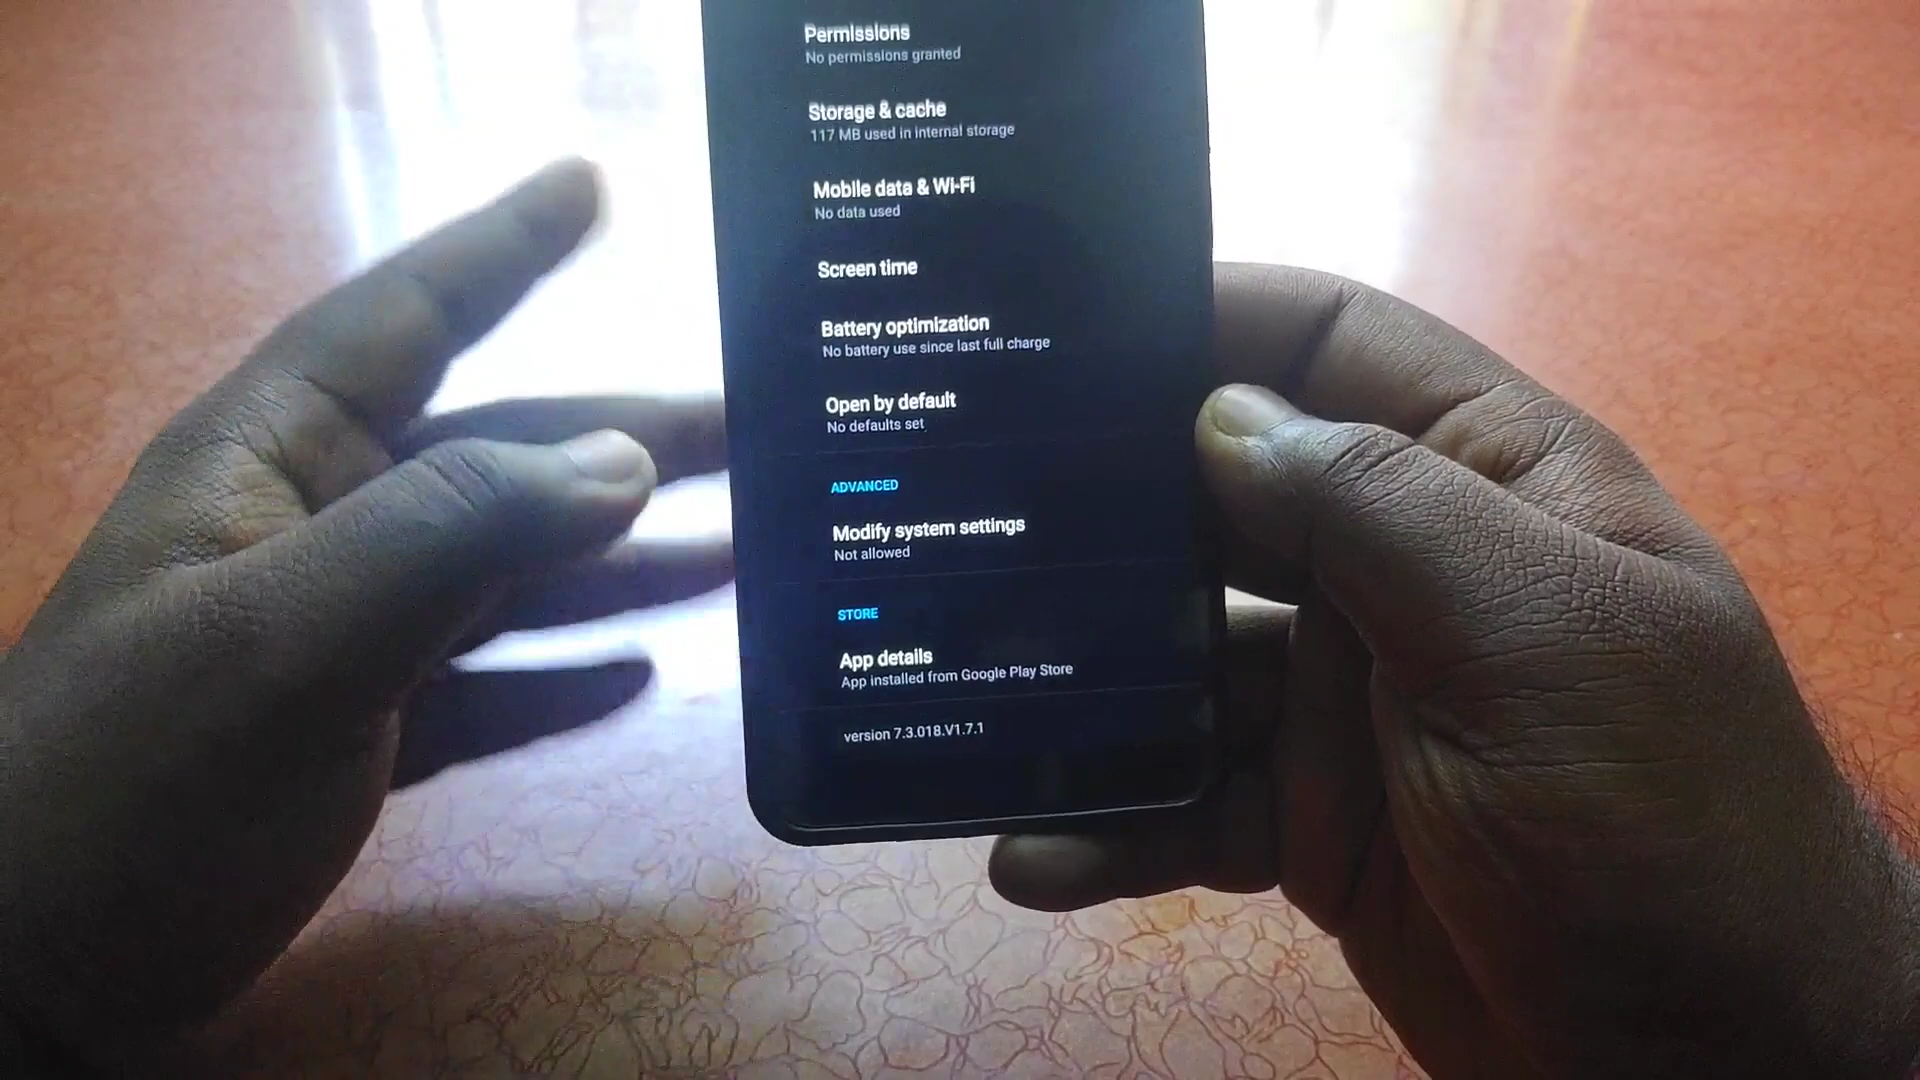 Permissions
No permissions granted
Storage & cache
117 MB used in internal storage
Mobile data & Wi-Fi
No data used
Screen time
Battery optimization
No battery use since last full charge
Open by default
No defaults set
ADVANCED
Modify system settings
Not allowed
STORE
App details
App installed from Google Play Store
version 7.3.018.V1.7.1